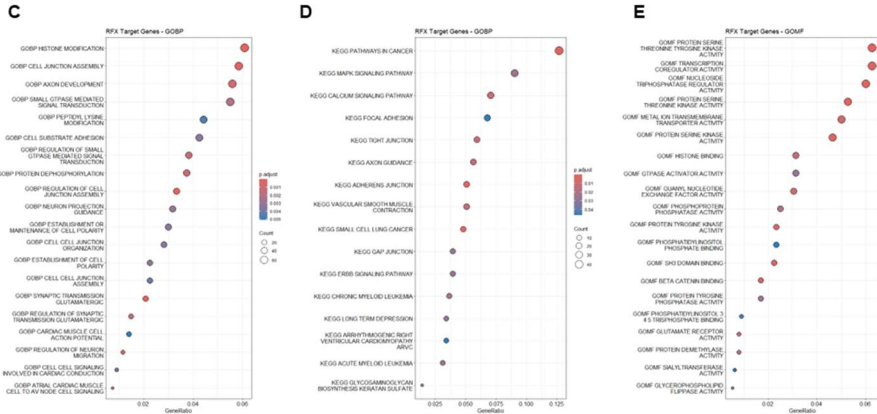 C
RFX Target Genes - GOBP
GOBP HISTONE MODIFICATION
GOBP CELL JUNCTION ASSEMBLY
GOBP AXON DEVELOPMENT
GOBP SMALL GTPASE MEDIATED
SIGNAL TRANSDUCTION
GOBP PEPTIDYL LYSINE
MODIFICATION
GOBP CELL SUBSTRATE ADHESION
GOBP REGULATION OF SMALL
GTPASE MEDIATED SIGNAL
TRANSDUCTION
GOBP PROTEIN DEPHOSPHORYLATION
GOBP REGULATION OF CELL
JUNCTION ASSEMBLY
GOBP NEURON PROJECTION
GUIDANCE
GOBP ESTABLISHMENT OR
MAINTENANCE OF CELL POLARITY
GOBP CELL CELL JUNCTION
ORGANIZATION
GOBP ESTABLISHMENT OF CELL
POLARITY
GOBP CELL CELL JUNCTION
ASSEMBLY
GOBP SYNAPTIC TRANSMISSION
GLUTAMATERGIC
GOBP REGULATION OF SYNAPTIC
TRANSMISSION GLUTAMATERGIC
GOBP CARDIAC MUSCLE CELL
ACTION POTENTIAL
GOBP REGULATION OF NEURON
MIGRATION
GOBP CELL CELL SIGNALING
INVOLVED IN CARDIAC CONDUCTION
GOBP ATRIAL CARDIAC MUSCLE
CELL TO AV NODE CELL SIGNALING
0.02 0.04 0.06
GeneRatio
p.adjust
0.001
0.002
0.003
0.004
0.005
Count
20
40
60
D
RFX Target Genes - GOBP
KEGG PATHWAYS IN CANCER
KEGG MAPK SIGNALING PATHWAY
KEGG CALCIUM SIGNALING PATHWAY
KEGG FOCAL ADHESION
KEGG TIGHT JUNCTION
KEGG AXON GUIDANCE
KEGG ADHERENS JUNCTION
KEGG VASCULAR SMOOTH MUSCLE
CONTRACTION
KEGG SMALL CELL LUNG CANCER
KEGG GAP JUNCTION
KEGG ERBB SIGNALING PATHWAY
KEGG CHRONIC MYELOID LEUKEMIA
KEGG LONG TERM DEPRESSION
KEGG ARRHYTHMOGENIC RIGHT
VENTRICULAR CARDIOMYOPATHY
ARVC
KEGG ACUTE MYELOID LEUKEMIA
KEGG GLYCOSAMINOGLYCAN
BIOSYNTHESIS KERATAN SULFATE
0.025 0.050 0.075 0.100 0.125
GeneRatio
p.adjust
0.01
0.02
0.03
0.04
Count
10
20
30
40
E
RFX Target Genes - GOMF
GOMF PROTEIN SERINE
THREONINE TYROSINE KINASE
ACTIVITY
GOMF TRANSCRIPTION
COREGULATOR ACTIVITY
GOMF NUCLEOSIDE
TRIPHOSPHATASE REGULATOR
ACTIVITY
GOMF PROTEIN SERINE
THREONINE KINASE ACTIVITY
GOMF METAL ION TRANSMEMBRANE
TRANSPORTER ACTIVITY
GOMF PROTEIN SERINE KINASE
ACTIVITY
GOMF HISTONE BINDING
GOMF GTPASE ACTIVATOR ACTIVITY
GOMF GUANYL NUCLEOTIDE
EXCHANGE FACTOR ACTIVITY
GOMF PHOSPHOPROTEIN
PHOSPHATASE ACTIVITY
GOMF PROTEIN TYROSINE KINASE
ACTIVITY
GOMF PHOSPHATIDYLINOSITOL
PHOSPHATE BINDING
GOMF SH3 DOMAIN BINDING
GOMF BETA CATENIN BINDING
GOMF PROTEIN TYROSINE
PHOSPHATASE ACTIVITY
GOMF PHOSPHATIDYLINOSITOL 3
4 5 TRISPHOSPHATE BINDING
GOMF GLUTAMATE RECEPTOR
ACTIVITY
GOMF PROTEIN DEMETHYLASE
ACTIVITY
GOMF SIALYLTRANSFERASE
ACTIVITY
GOMF GLYCEROPHOSPHOLIPID
FLIPPASE ACTIVITY
0.02 0.04 0.06
GeneRatio